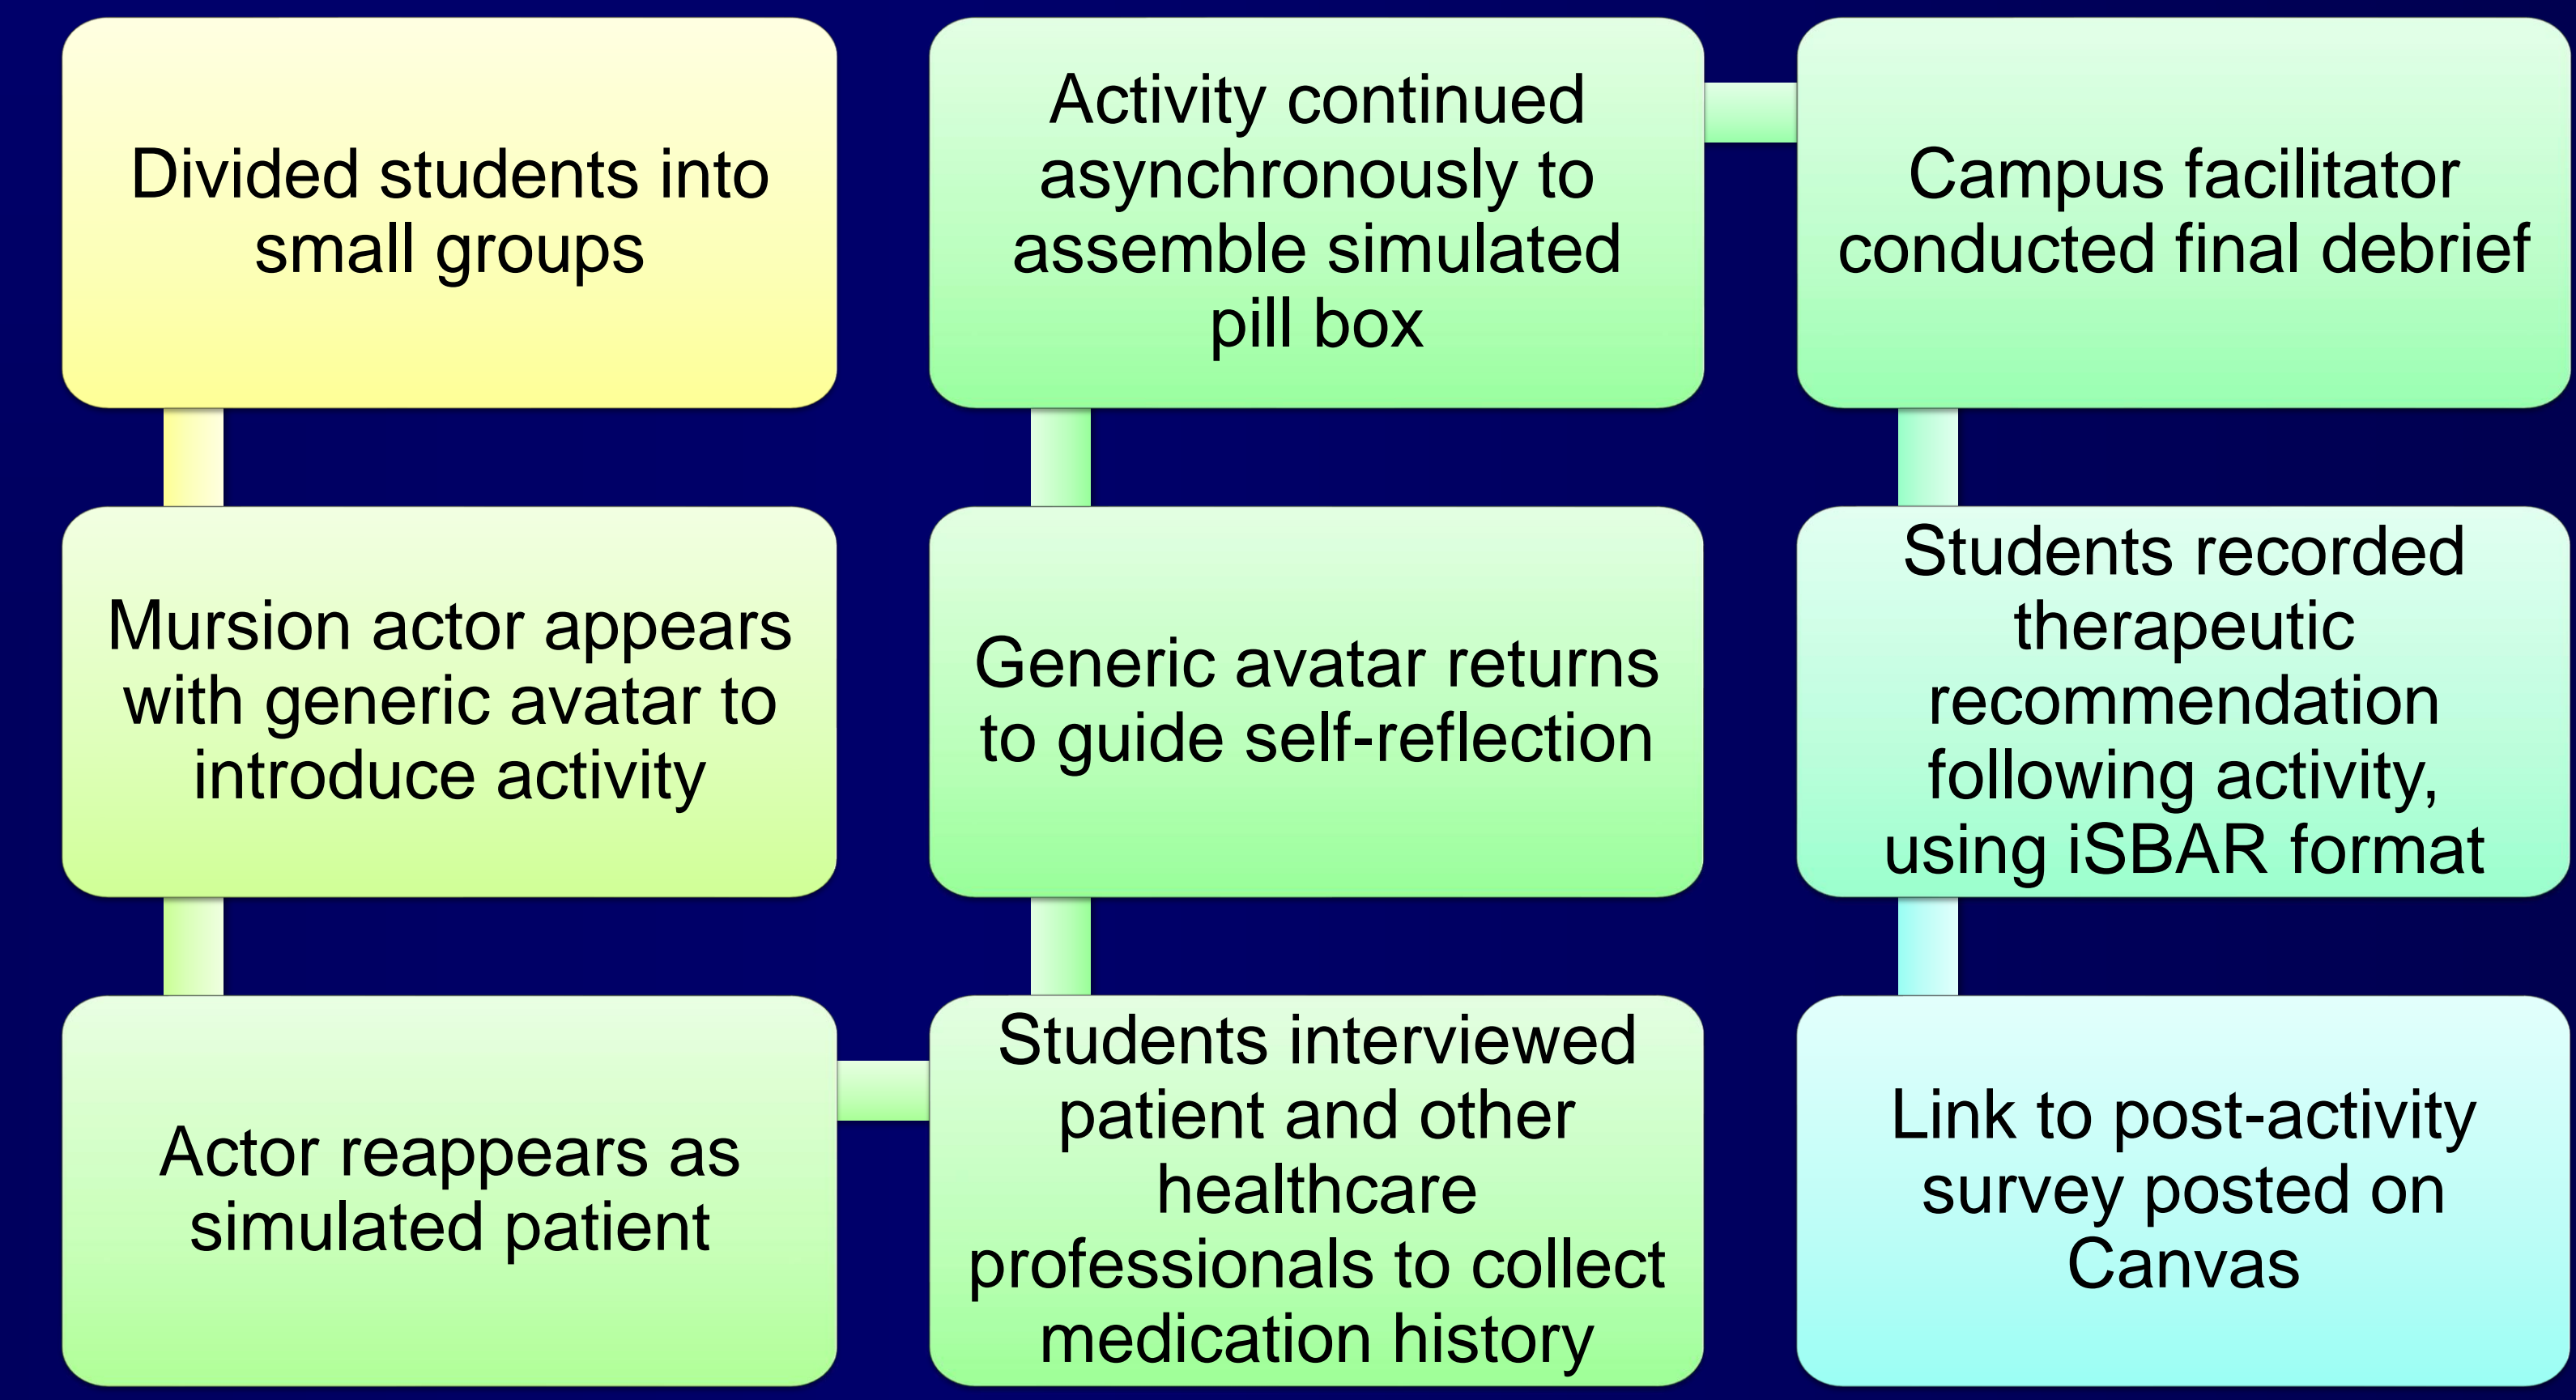 Divided students into
small groups
Mursion actor appears
with generic avatar to
introduce activity
Actor reappears as
simulated patient
Students interviewed
patient and other
healthcare
professionals to collect
medication history
Generic avatar returns
to guide self-reflection
Activity continued
asynchronously to
assemble simulated
pill box
Campus facilitator
conducted final debrief
Students recorded
therapeutic
recommendation
following activity,
using iSBAR format
Link to post-activity
survey posted on
Canvas